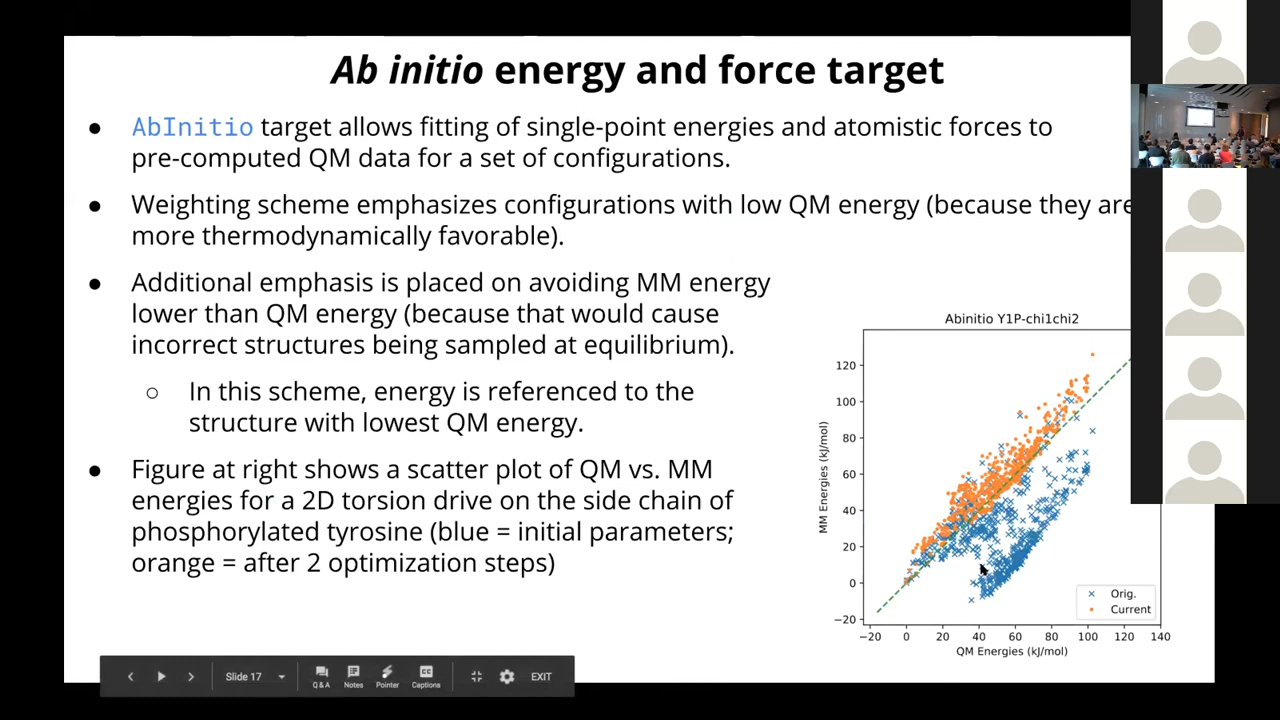 Ab initio energy and force target
● AbInitio target allows fitting of single-point energies and atomistic forces to
pre-computed QM data for a set of configurations.
● Weighting scheme emphasizes configurations with low QM energy (because they are
more thermodynamically favorable).
● Additional emphasis is placed on avoiding MM energy
lower than QM energy (because that would cause
incorrect structures being sampled at equilibrium).
○ In this scheme, energy is referenced to the
structure with lowest QM energy.
● Figure at right shows a scatter plot of QM vs. MM
energies for a 2D torsion drive on the side chain of
phosphorylated tyrosine (blue = initial parameters;
orange = after 2 optimization steps)
Abinitio Y1P-chi1chi2
MM Energies (kJ/mol)
120
100
80
60
40
20
0
−20
Orig.
Current
−20 0 20 40 60 80 100 120 140
QM Energies (kJ/mol)
Slide 17
Q & A Notes Pointer Captions EXIT
CC